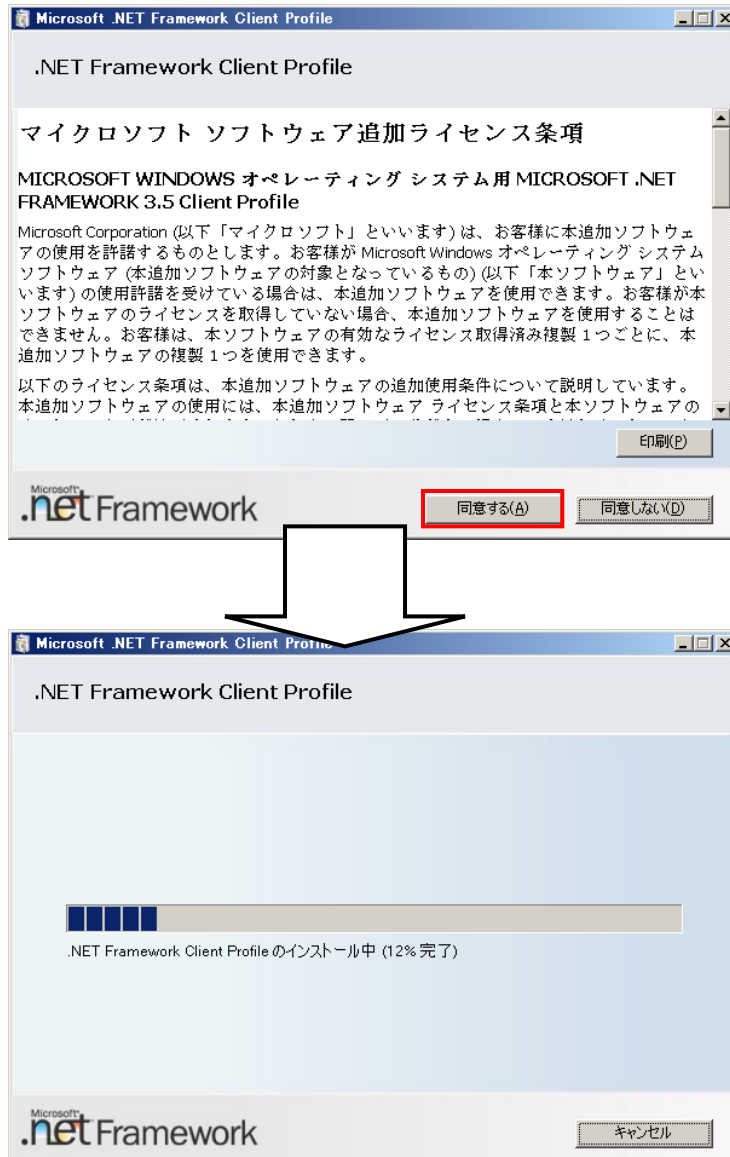 Microsoft .NET Framework Client Profile
.NET Framework Client Profile
マイクロソフト ソフトウェア追加ライセンス条項
MICROSOFT WINDOWS オペレーティング システム用 MICROSOFT .NET
FRAMEWORK 3.5 Client Profile
Microsoft Corporation (以下「マイクロソフト」といいます) は、お客様に本追加ソフトウェ
アの使用を許諾するものとします。お客様が Microsoft Windows オペレーティング システム
ソフトウェア (本追加ソフトウェアの対象となっているもの) (以下「本ソフトウェア」とい
います) の使用許諾を受けている場合は、本追加ソフトウェアを使用できます。お客様が本
ソフトウェアのライセンスを取得していない場合、本追加ソフトウェアを使用することは
できません。お客様は、本ソフトウェアの有効なライセンス取得済み複製 1 つごとに、本
追加ソフトウェアの複製 1 つを使用できます。
以下のライセンス条項は、本追加ソフトウェアの追加使用条件について説明しています。
本追加ソフトウェアの使用には、本追加ソフトウェア ライセンス条項と本ソフトウェアの
印刷(P)
Microsoft
.net Framework
同意する(A)
同意しない(D)
Microsoft .NET Framework Client Profile
.NET Framework Client Profile
.NET Framework Client Profile のインストール中 (12% 完了)
Microsoft
.net Framework
キャンセル